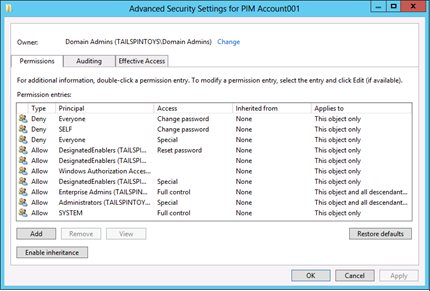 Advanced Security Settings for PIM Account001
Owner: Domain Admins (TAILSPINTOYS\Domain Admins) Change
Permissions Auditing Effective Access
For additional information, double-click a permission entry. To modify a permission entry, select the entry and click Edit (if available).
Permission entries:
Type Principal Access Inherited from Applies to
Deny Everyone Change password None This object only
Deny SELF Change password None This object only
Deny Everyone Special None This object only
Allow DesignatedEnablers (TAILSPI... Reset password None This object only
Allow DesignatedEnablers (TAILSPIN... None This object only
Allow Windows Authorization Acces... None This object only
Allow DesignatedEnablers (TAILSPIN... Special None This object only
Allow Enterprise Admins (TAILSPIN... Full control None This object and all descendant...
Allow Administrators (TAILSPINTOY... Special None This object and all descendant...
Allow SYSTEM Full control None This object only
Add Remove View Restore defaults
Enable inheritance
OK Cancel Apply